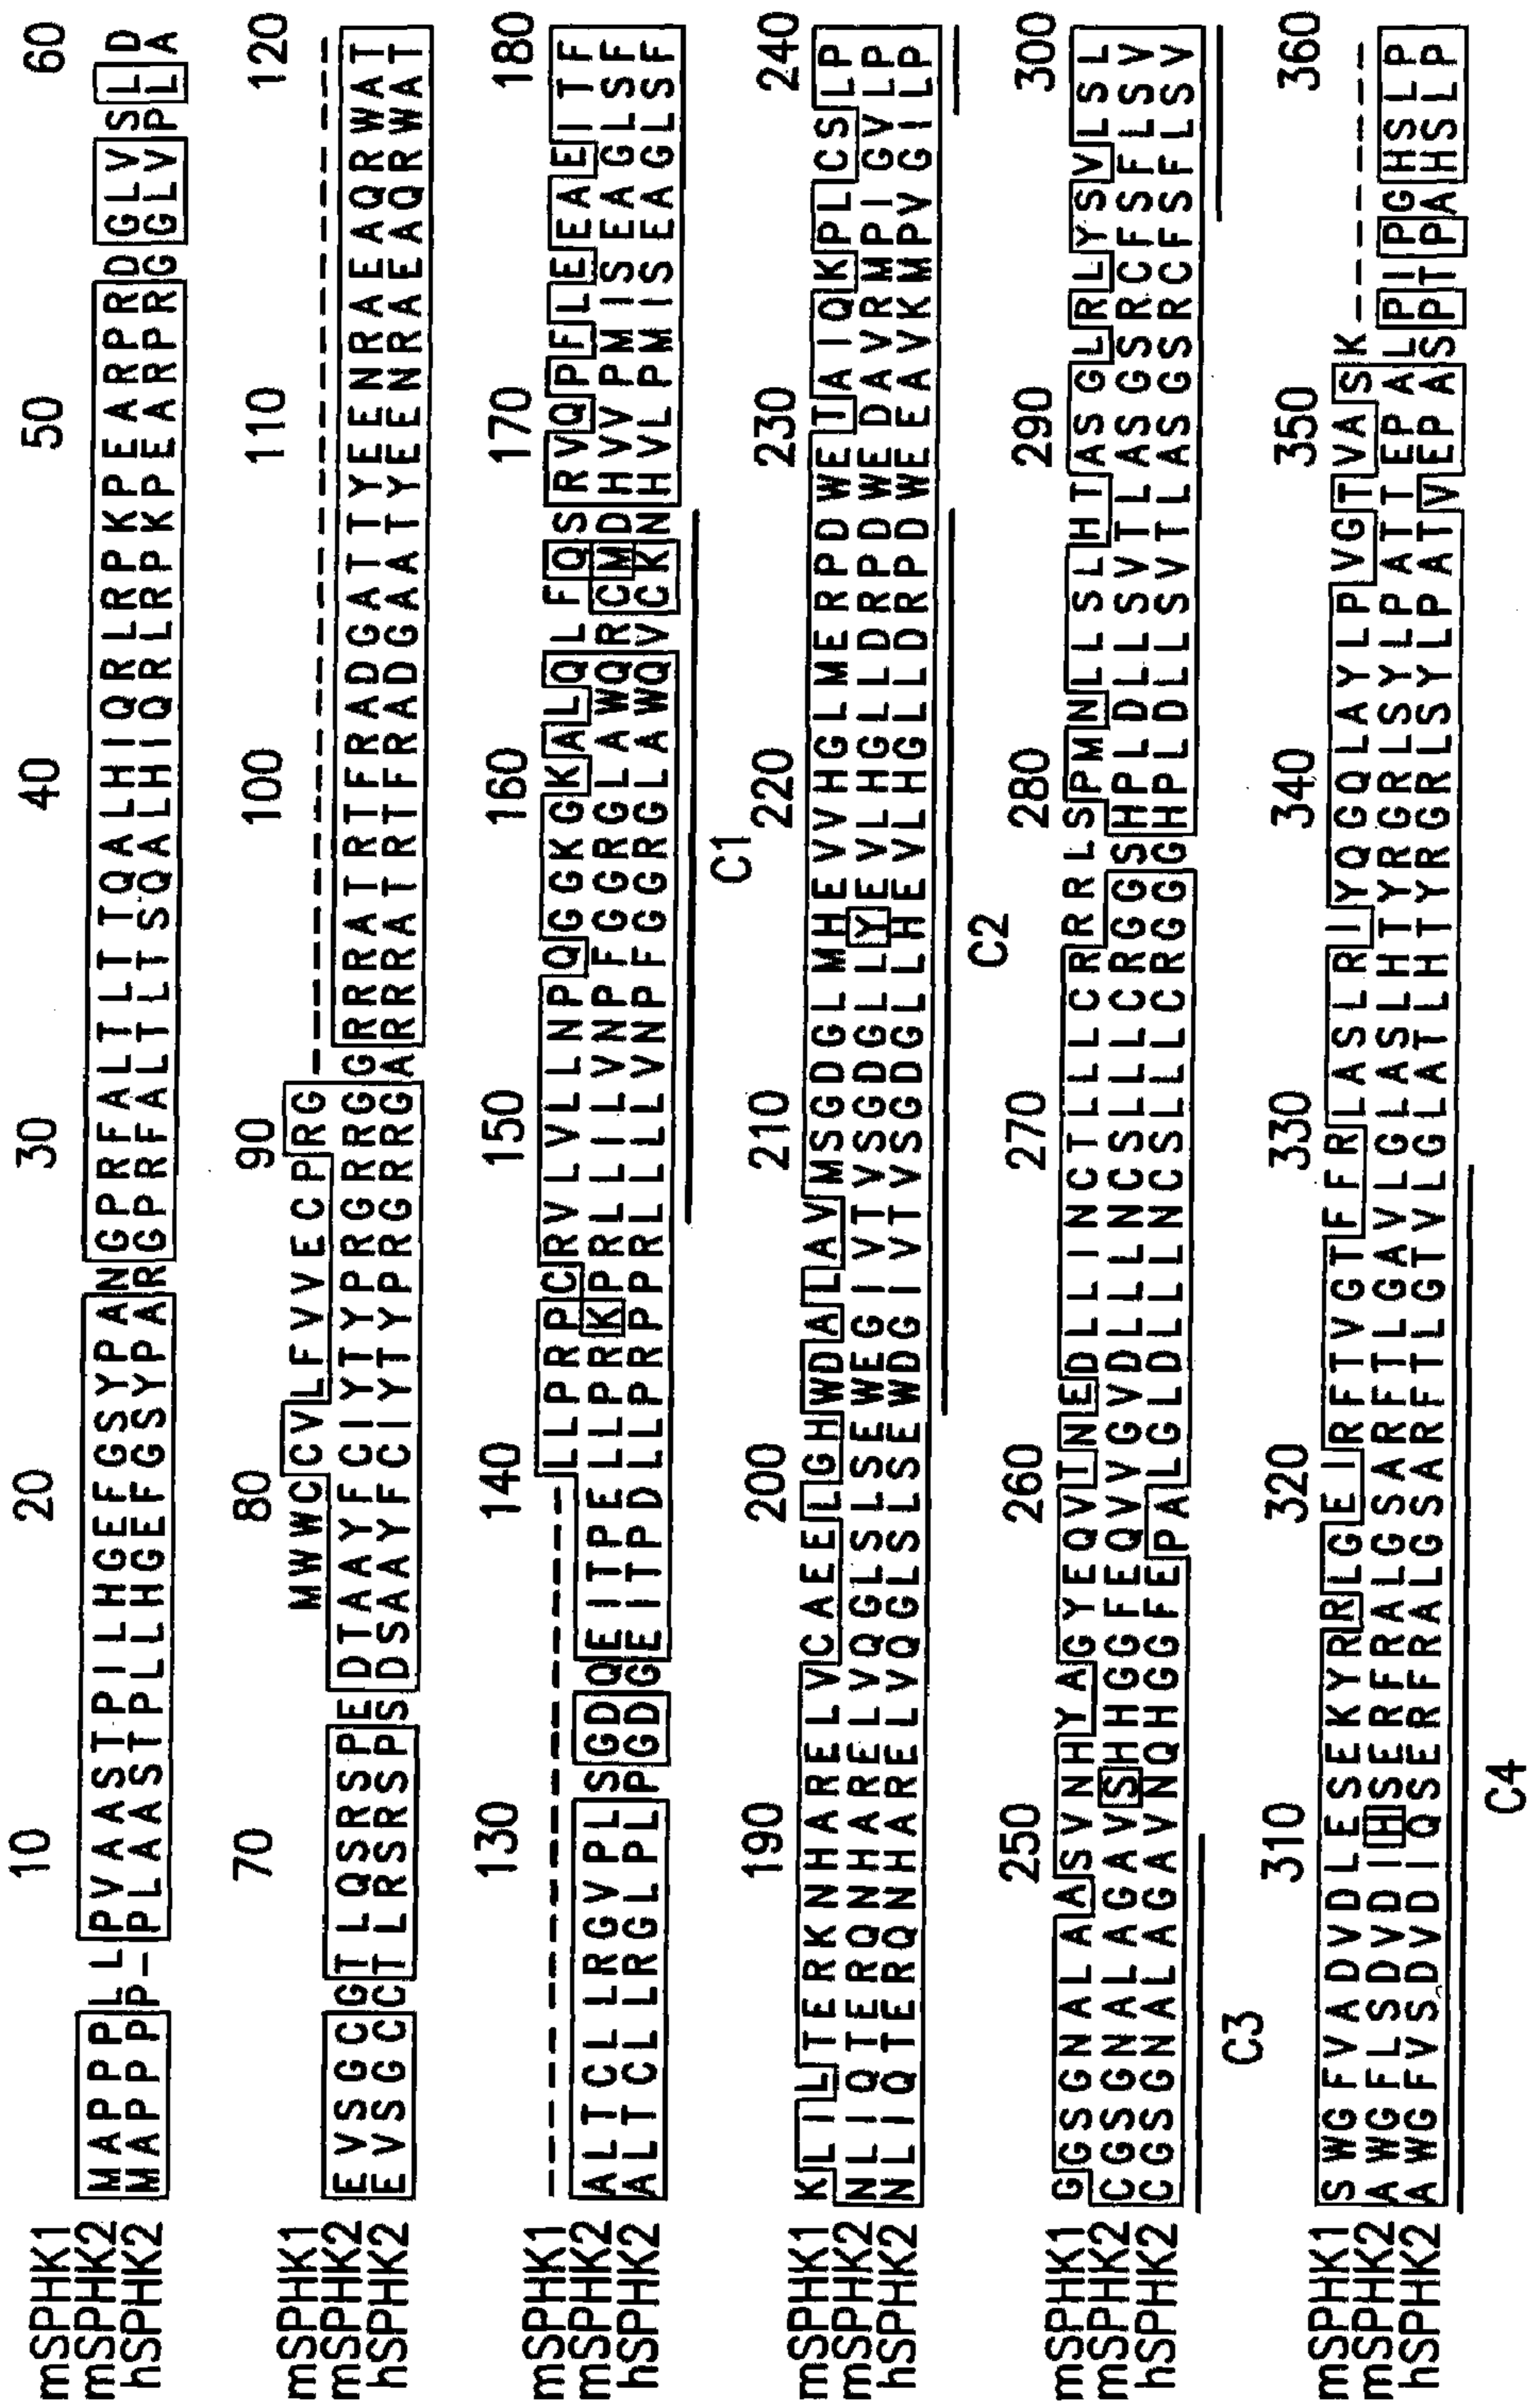 10 20 30 40 50 60
mSPHK1
mSPHK2 MAPPPLLPVAASTPILHGEFGSYPANGPRFALTLTTQALHIQRLRPKPEARPRDGLVSLD
hSPHK2 MAPPPP-PLAASTPLLHGEFGSYPARGPRFALTLTSQALHIQRLRPKPEARPRGGLVPLA
70 80 90 100 110 120
mSPHK1 MWWCCVLFVVECPRG-----------------------------
mSPHK2 EVSGCGTLQSRSPEDTAAYFCIYTYPRGRRGGRRRATRTFRADGATTYEENRAEAQRWAT
hSPHK2 EVSGCCTLRSRSPSDSAAYFCIYTYPRGRRGARRRATRTFRADGAATYEENRAEAQRWAT
130 140 150 160 170 180
mSPHK1 --------------------LLPRPCRVLVLLNPQGGKGKALQLFQSRVQPFLEEAEITF
mSPHK2 ALTCLLRGVPLSGDQEITPELLPRKPRLLILVNPFGGRGLAWQRCMDHVVPMISEAGLSF
hSPHK2 ALTCLLRGLPLPGDGEITPDLLPRPPRLLLLVNPFGGRGLAWQVCKNHVLPMISEAGLSF
C1
190 200 210 220 230 240
mSPHK1 KLILTERKNHARELVCAEELGHWDALAVMSGDGLMHEVVHGLMERPDWETAIQKPLCSLP
mSPHK2 NLIQTERQNHARELVQGLSLSEWEGIVTVSGDGLLYEVLHGLLDRPDWEDAVRMPIGVLP
hSPHK2 NLIQTERQNHARELVQGLSLSEWDGIVTVSGDGLLHEVLHGLLDRPDWEEAVKMPVGILP
C2
250 260 270 280 290 300
mSPHK1 GGSGNALAASVNHYAGYEQVTNEDLLINCTLLLCRRRLSPMNLLSLHTASGLRLYSVLSL
mSPHK2 CGSGNALAGAVSHHGGFEQVVGVDLLLNCSLLLCRGGSHPLDLLSVTLASGSRCFSFLSV
hSPHK2 CGSGNALAGAVNQHGGFEPALGLDLLLNCSLLLCRGGGHPLDLLSVTLASGSRCFSFLSV
C3
310 320 330 340 350 360
mSPHK1 SWGFVADVDLESEKYRRLGEIRFTVGTFFRLASLRIYQGQLAYLPVGTVASK--------
mSPHK2 AWGFLSDVDIHSERFRALGSARFTLGAVLGLASLHTYRGRLSYLPATTEPALPIPGHSLP
hSPHK2 AWGFVSDVDIQSERFRALGSARFTLGTVLGLATLHTYRGRLSYLPATVEPASPTPAHSLP
C4